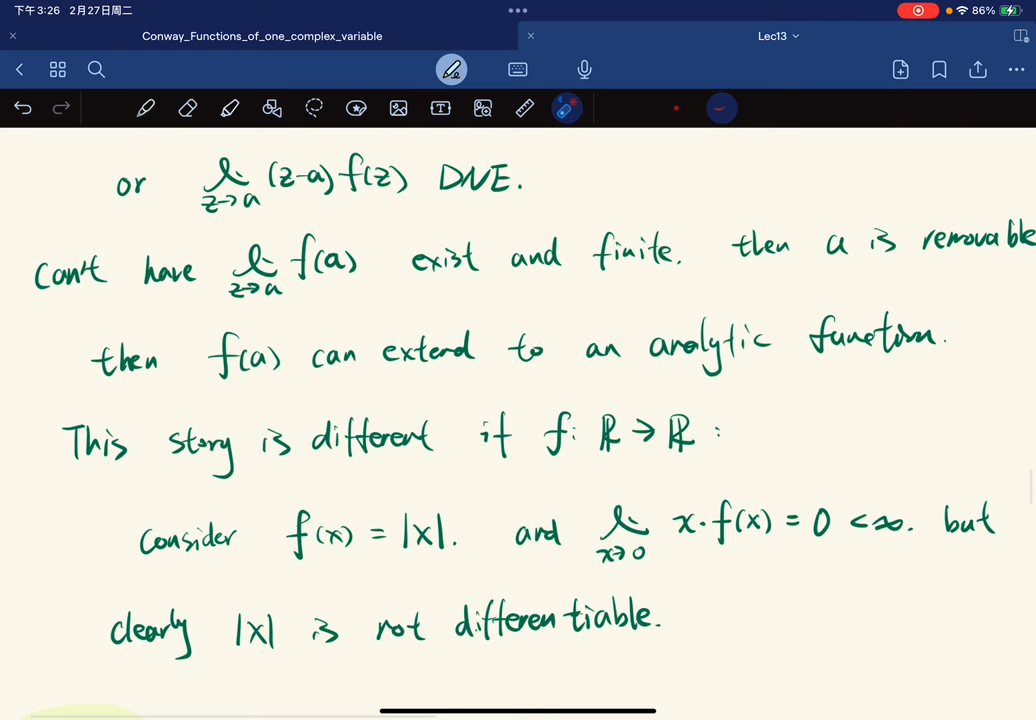 下午3:26 2月27日周二
86%
Conway_Functions_of_one_complex_variable
Lec13
or lim z→a (z-a) f(z) DNE.
Can't have lim z→a f(a) exist and finite. then a is removable
then f(a) can extend to an analytic function.
This story is different if f: ℝ → ℝ :
consider f(x) = |x|. and lim x→0 x·f(x) = 0 < ∞. but
clearly |x| is not differentiable.